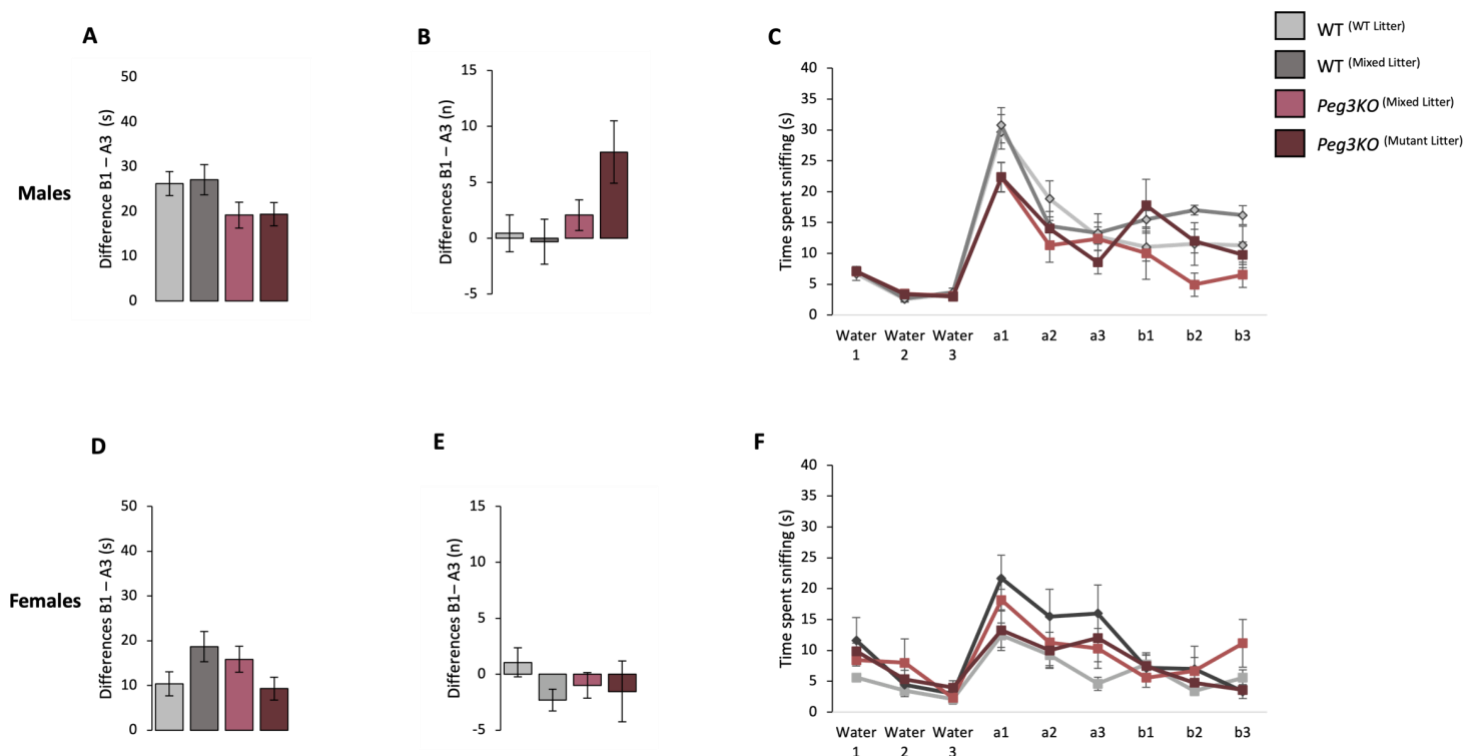 A
B
C
WT (WT Litter)
WT (Mixed Litter)
Peg3KO (Mixed Litter)
Peg3KO (Mutant Litter)
Males
Difference B1 – A3 (s)
50
40
30
20
10
0
Differences B1 – A3 (n)
15
10
5
0
-5
Time spent sniffing (s)
40
35
30
25
20
15
10
5
0
Water 1
Water 2
Water 3
a1
a2
a3
b1
b2
b3
D
E
F
Females
Differences B1 – A3 (s)
50
40
30
20
10
0
Differences B1– A3 (n)
15
10
5
0
-5
Time spent sniffing (s)
40
35
30
25
20
15
10
5
0
Water 1
Water 2
Water 3
a1
a2
a3
b1
b2
b3